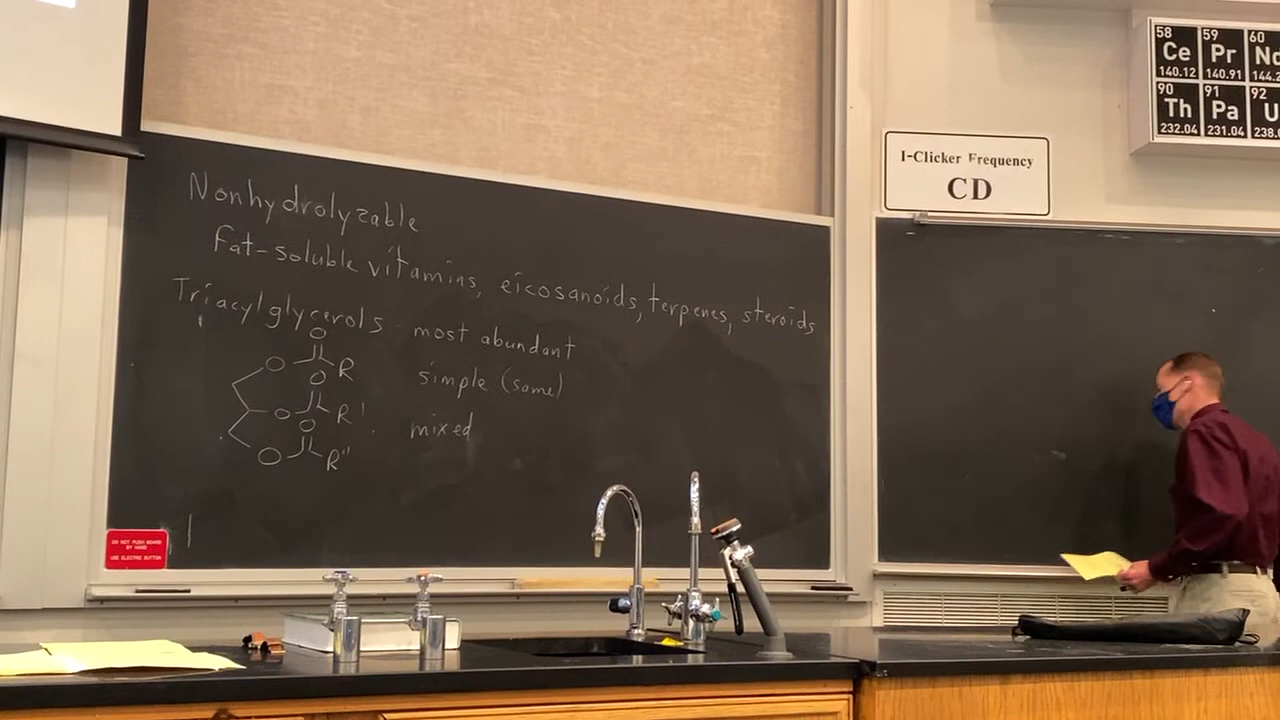 Nonhydrolyzable
Fat-soluble vitamins, eicosanoids, terpenes, steroids
Triacylglycerols - most abundant
simple (same)
mixed
O
O R
O
O R'
O
O R"
DO NOT PUSH BOARD
BY HAND
USE ELECTRIC BUTTON
I-Clicker Frequency
CD
58 59 60
Ce Pr
140.12 140.91 144.2
90 91 92
Th Pa U
232.04 231.04 238.